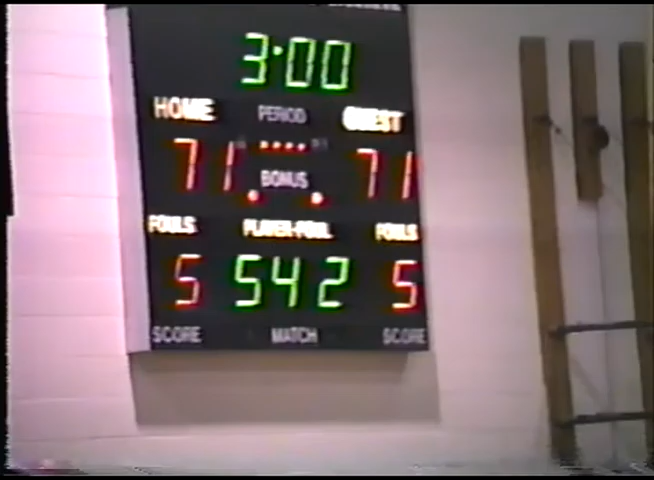 3:00
HOME PERIOD GUEST
71 71
BONUS
FOULS PLAYER-FOUL FOULS
5 542 5
SCORE MATCH SCORE